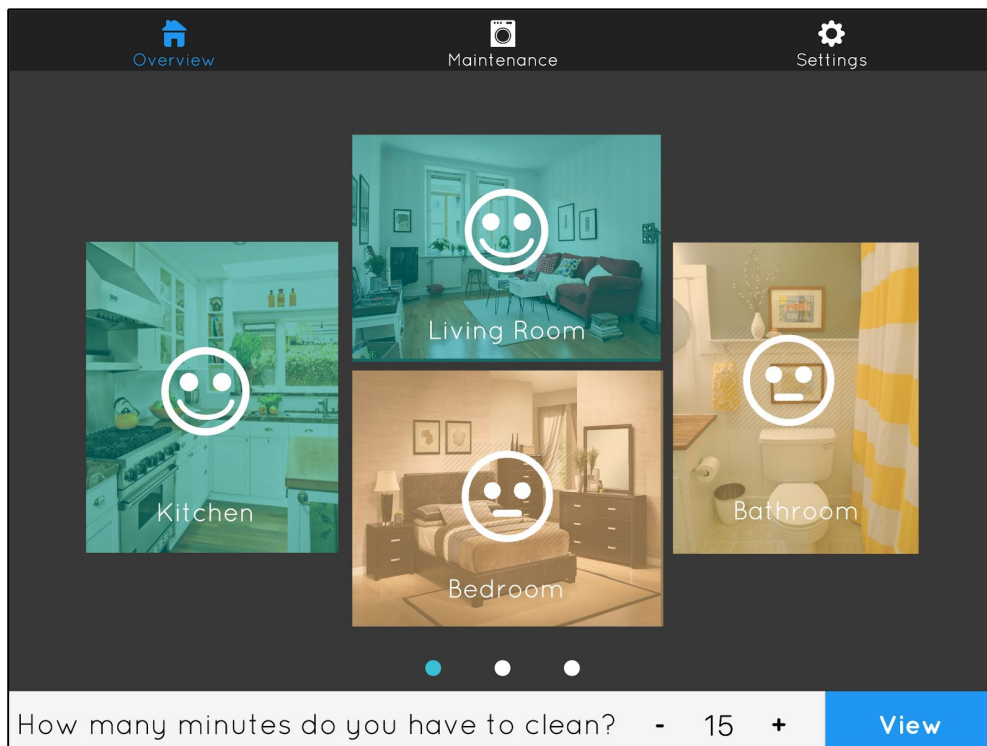 Overview
Maintenance
Settings
Living Room
Kitchen
Bathroom
Bedroom
How many minutes do you have to clean? - 15 + View